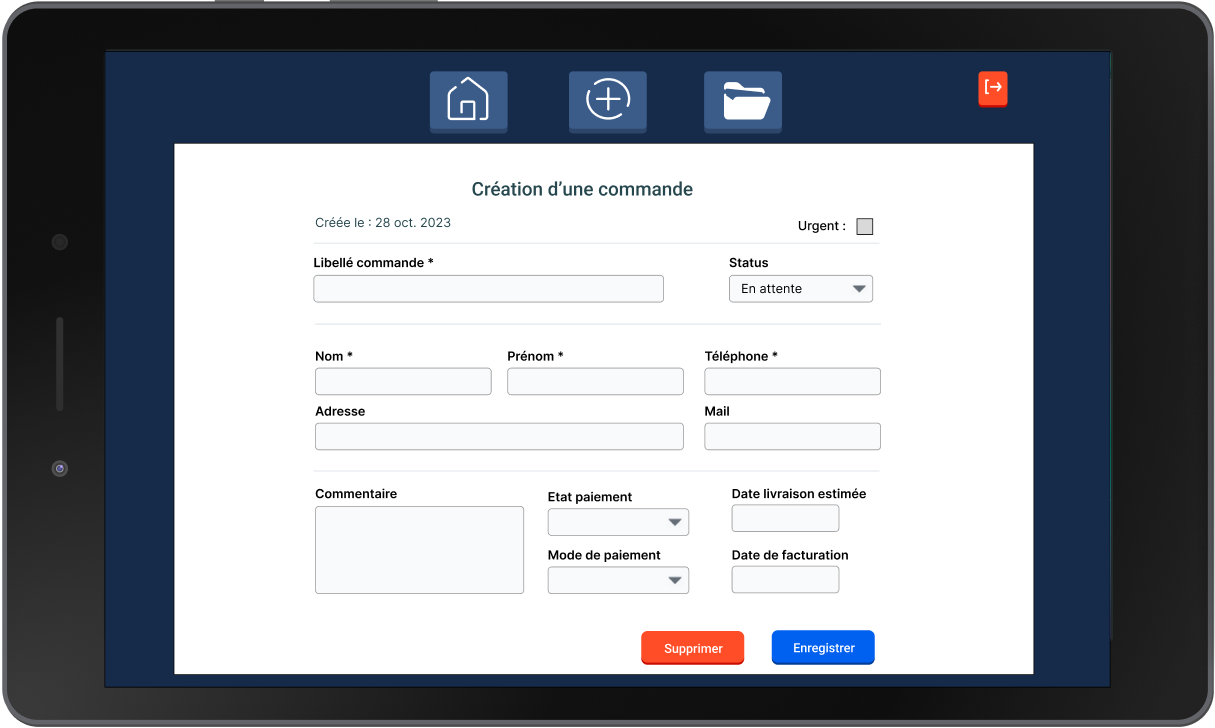 Création d’une commande
Créée le : 28 oct. 2023
Urgent :
Libellé commande *
Status
En attente
Nom *
Prénom *
Téléphone *
Adresse
Mail
Commentaire
Etat paiement
Date livraison estimée
Mode de paiement
Date de facturation
Supprimer
Enregistrer